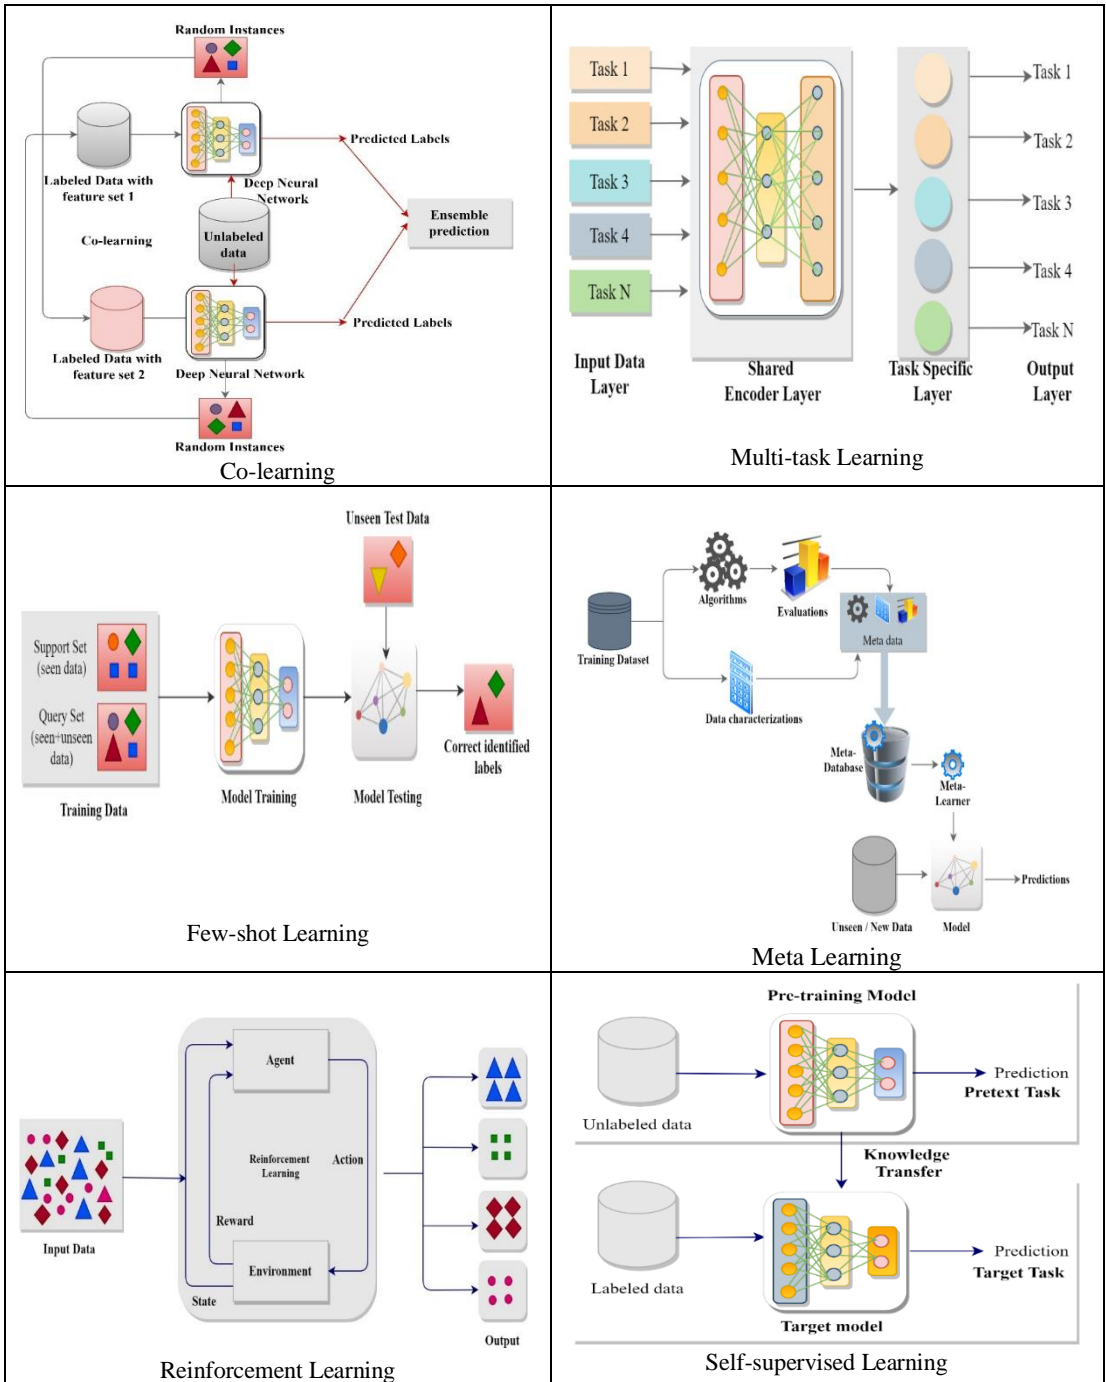 Random Instances
Labeled Data with
feature set 1
Deep Neural
Network
Predicted Labels
Co-learning
Unlabeled
data
Ensemble
prediction
Predicted Labels
Labeled Data with
feature set 2
Deep Neural Network
Random Instances
Co-learning
Task 1
Task 2
Task 3
Task 4
Task N
Input Data
Layer
Shared
Encoder Layer
Task Specific
Layer
Task 1
Task 2
Task 3
Task 4
Task N
Output
Layer
Multi-task Learning
Unseen Test Data
Support Set
(seen data)
Query Set
(seen+unseen
data)
Training Data
Model Training
Model Testing
Correct identified
labels
Few-shot Learning
Training Dataset
Algorithms
Evaluations
Meta data
Data characterizations
Meta-
Database
Meta-
Learner
Unseen / New Data
Model
Predictions
Meta Learning
Input Data
Agent
Reinforcement
Learning
Action
Reward
Environment
State
Output
Reinforcement Learning
Pre-training Model
Unlabeled data
Prediction
Pretext Task
Knowledge
Transfer
Labeled data
Prediction
Target Task
Target model
Self-supervised Learning